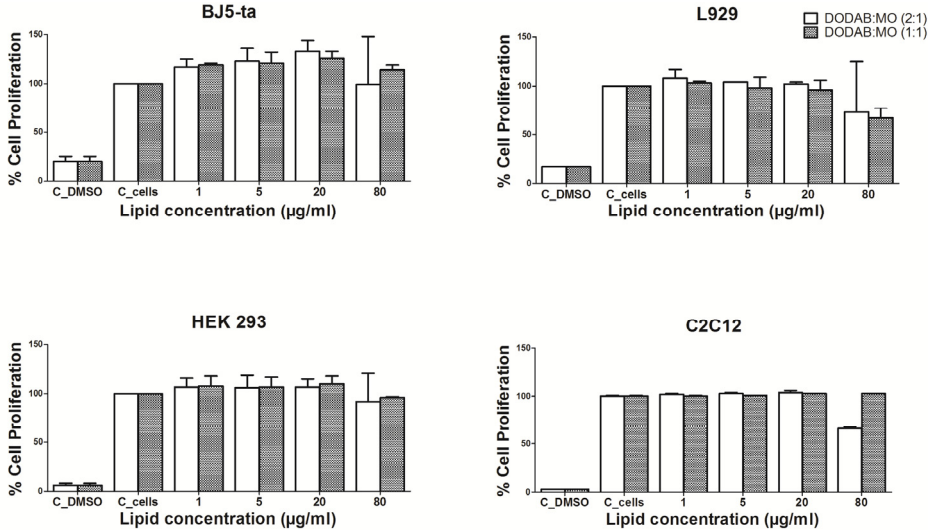 BJ5-ta
% Cell Proliferation
150
100
50
0
C_DMSO C_cells 1 5 20 80
Lipid concentration (µg/ml)
L929
DODAB:MO (2:1)
DODAB:MO (1:1)
% Cell Proliferation
150
100
50
0
C_DMSO C_cells 1 5 20 80
Lipid concentration (µg/ml)
HEK 293
% Cell Proliferation
150
100
50
0
C_DMSO C_cells 1 5 20 80
Lipid concentration (µg/ml)
C2C12
% Cell Proliferation
150
100
50
0
C_DMSO C_cells 1 5 20 80
Lipid concentration (µg/ml)